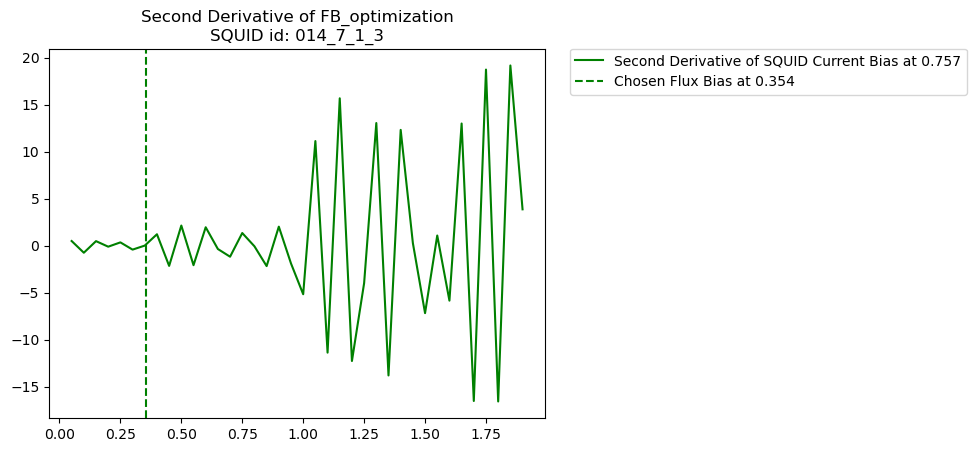 Second Derivative of FB_optimization
SQUID id: 014_7_1_3
Second Derivative of SQUID Current Bias at 0.757
Chosen Flux Bias at 0.354
20
15
10
5
0
−5
−10
−15
0.00 0.25 0.50 0.75 1.00 1.25 1.50 1.75